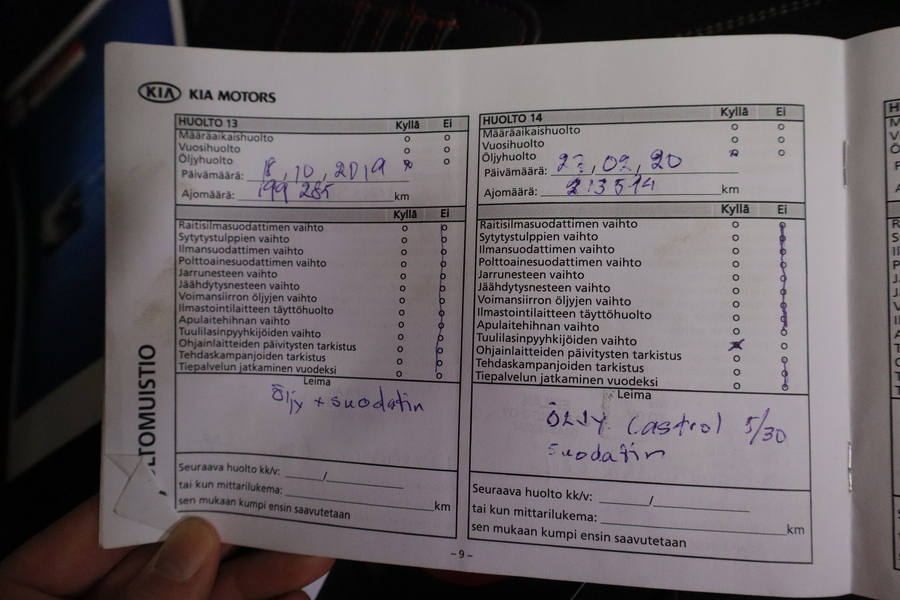 KIA KIA MOTORS
HUOLTO 13 Kyllä Ei
Määräaikaishuolto
Vuosihuolto
Öljyhuolto
Päivämäärä: 18,10,2019
Ajomäärä: 199 285 km
Kyllä Ei
Raitisilmasuodattimen vaihto
Sytytystulppien vaihto
Ilmansuodattimen vaihto
Polttoainesuodattimen vaihto
Jarrunesteen vaihto
Jäähdytysnesteen vaihto
Voimansiirron öljyjen vaihto
Ilmastointilaitteen täyttöhuolto
Apulaitehihnan vaihto
Tuulilasinpyyhkijöiden vaihto
Ohjainlaitteiden päivitysten tarkistus
Tehdaskampanjoiden tarkistus
Tiepalvelun jatkaminen vuodeksi
Leima
Öljy + suodatin
Seuraava huolto kk/v: /
tai kun mittarilukema: km
sen mukaan kumpi ensin saavutetaan
HUOLTO 14 Kyllä Ei
Määräaikaishuolto
Vuosihuolto
Öljyhuolto
Päivämäärä: 27,02,20
Ajomäärä: 213514 km
Kyllä Ei
Raitisilmasuodattimen vaihto
Sytytystulppien vaihto
Ilmansuodattimen vaihto
Polttoainesuodattimen vaihto
Jarrunesteen vaihto
Jäähdytysnesteen vaihto
Voimansiirron öljyjen vaihto
Ilmastointilaitteen täyttöhuolto
Apulaitehihnan vaihto
Tuulilasinpyyhkijöiden vaihto
Ohjainlaitteiden päivitysten tarkistus
Tehdaskampanjoiden tarkistus
Tiepalvelun jatkaminen vuodeksi
Leima
ÖLJY Castrol 5/30
suodatin
Seuraava huolto kk/v: /
tai kun mittarilukema: km
sen mukaan kumpi ensin saavutetaan
LTOMUISTIO
-9-